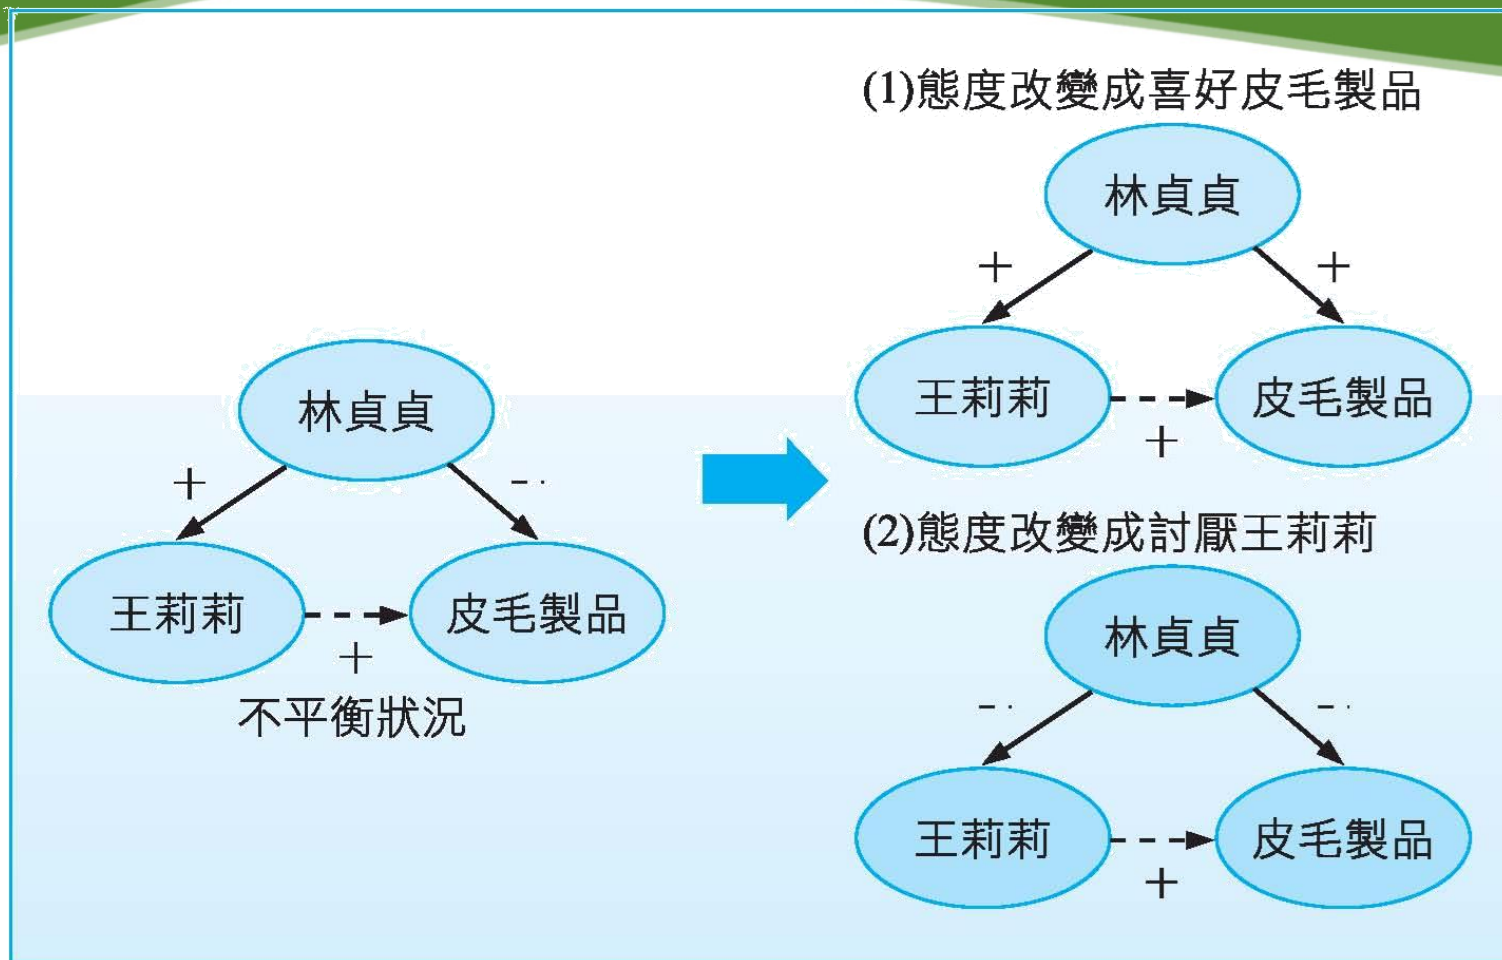 林貞貞
+
-
王莉莉
皮毛製品
+
不平衡狀況
(1)態度改變成喜好皮毛製品
林貞貞
+
+
王莉莉
皮毛製品
+
(2)態度改變成討厭王莉莉
林貞貞
-
-
王莉莉
皮毛製品
+